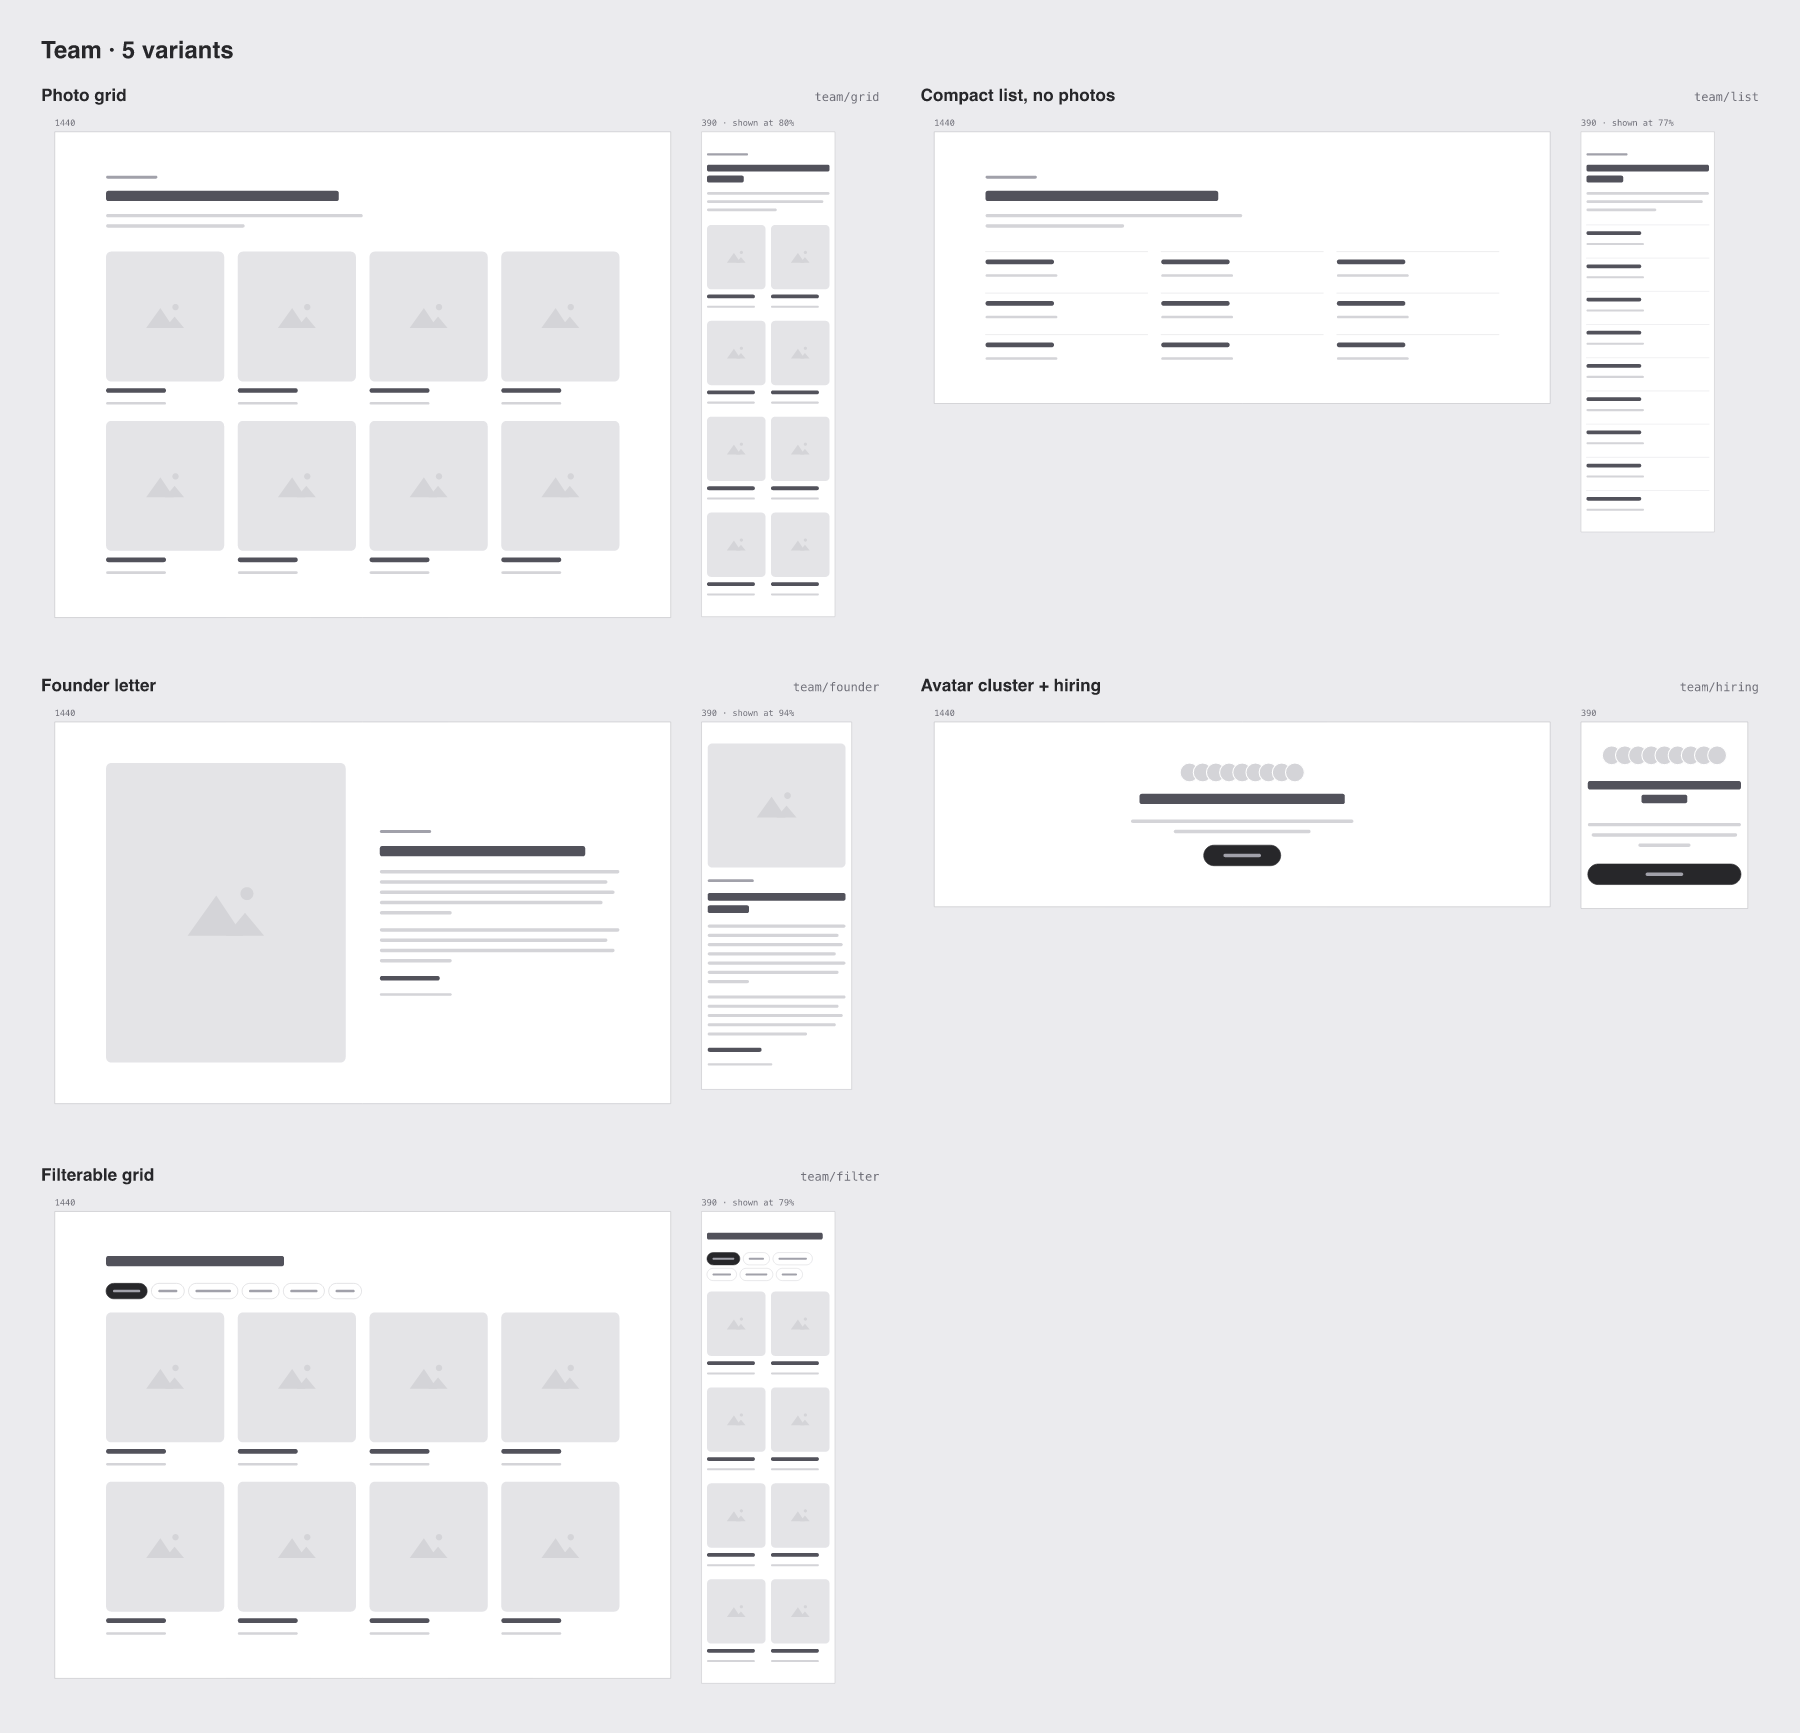 Team · 5 variants
Photo grid
team/grid
1440
390 · shown at 80%
Compact list, no photos
team/list
1440
390 · shown at 77%
Founder letter
team/founder
1440
390 · shown at 94%
Avatar cluster + hiring
team/hiring
1440
390
Filterable grid
team/filter
1440
390 · shown at 79%